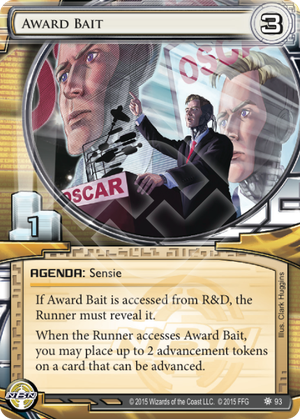 AWARD BAIT
3
OSCAR
OSCAR
1
AGENDA: Sensie
If Award Bait is accessed from R&D, the
Runner must reveal it.
When the Runner accesses Award Bait,
you may place up to 2 advancement tokens
on a card that can be advanced.
Illus. Clark Huggins
NBN
© 2015 Wizards of the Coast LLC. © 2015 FFG
93